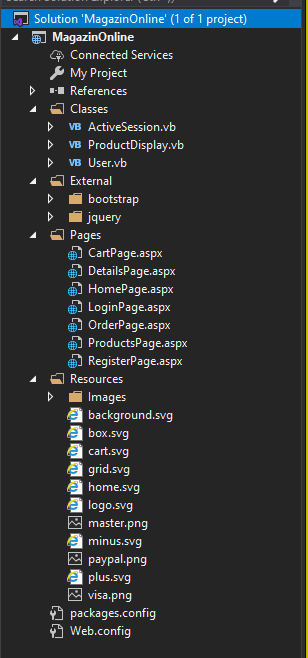 Solution 'MagazinOnline' (1 of 1 project)
MagazinOnline
Connected Services
My Project
References
Classes
VB ActiveSession.vb
VB ProductDisplay.vb
VB User.vb
External
bootstrap
jquery
Pages
CartPage.aspx
DetailsPage.aspx
HomePage.aspx
LoginPage.aspx
OrderPage.aspx
ProductsPage.aspx
RegisterPage.aspx
Resources
Images
background.svg
box.svg
cart.svg
grid.svg
home.svg
logo.svg
master.png
minus.svg
paypal.png
plus.svg
visa.png
packages.config
Web.config